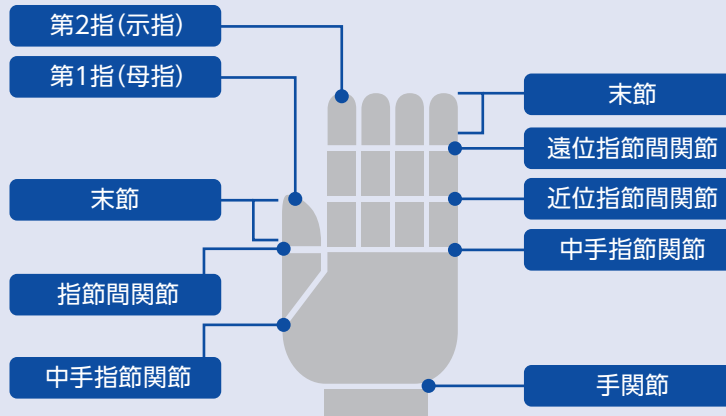 第2指(示指)
第1指(母指)
末節
指節間関節
中手指節関節
末節
遠位指節間関節
近位指節間関節
中手指節関節
手関節